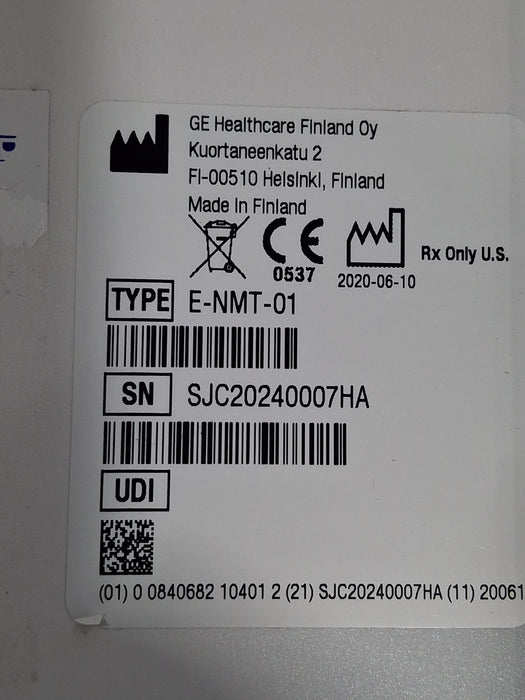 GE Healthcare Finland Oy
Kuortaneenkatu 2
FI-00510 Helsinki, Finland
Made in Finland
CE
0537
2020-06-10
Rx Only U.S.
TYPE E-NMT-01
SN SJC20240007HA
UDI
(01) 0 0840682 10401 2 (21) SJC20240007HA (11) 20061